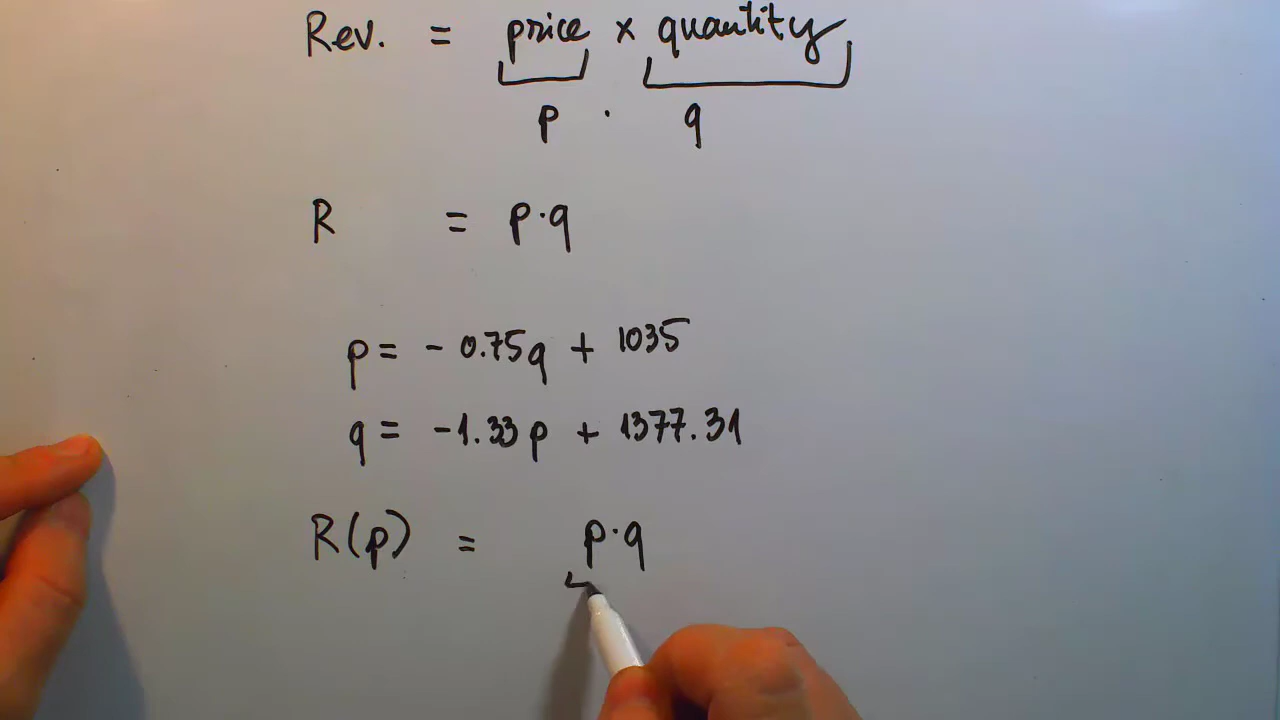 Rev. = price × quantity
p · q
R = p·q
p = -0.75q + 1035
q = -1.33p + 1377.31
R(p) = p·q